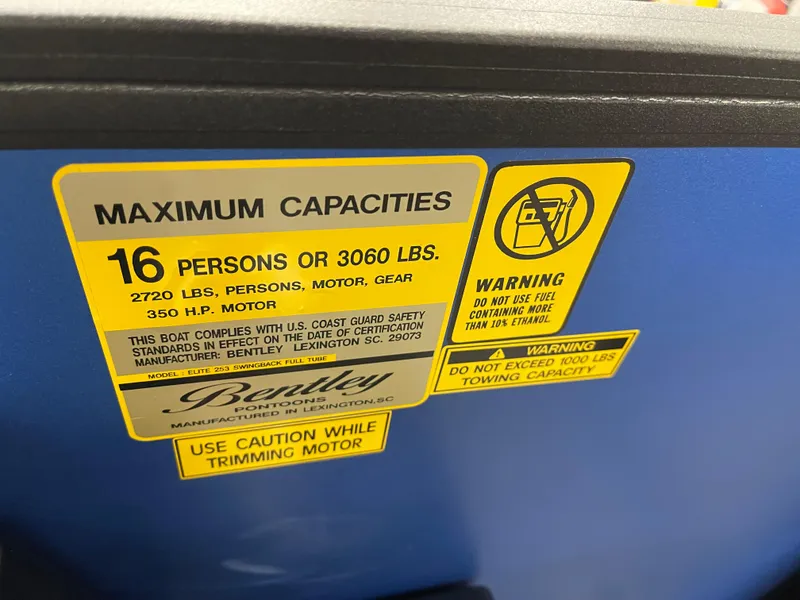 MAXIMUM CAPACITIES
16 PERSONS OR 3060 LBS.
2720 LBS, PERSONS, MOTOR, GEAR
350 H.P. MOTOR
THIS BOAT COMPLIES WITH U.S. COAST GUARD SAFETY
STANDARDS IN EFFECT ON THE DATE OF CERTIFICATION
MANUFACTURER: BENTLEY LEXINGTON SC. 29073
MODEL: ELITE 253 SWINGBACK FULL TUBE
Bentley
PONTOONS
MANUFACTURED IN LEXINGTON,SC
USE CAUTION WHILE
TRIMMING MOTOR
WARNING
DO NOT USE FUEL
CONTAINING MORE
THAN 10% ETHANOL.
WARNING
DO NOT EXCEED 1000 LBS
TOWING CAPACITY